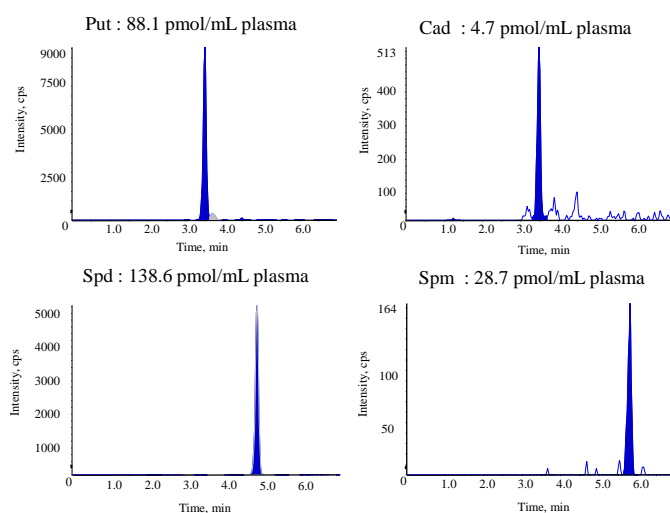 Put : 88.1 pmol/mL plasma
9000
7500
5000
2500
0
Intensity, cps
1.0 2.0 3.0 4.0 5.0 6.0
Time, min
Cad : 4.7 pmol/mL plasma
513
400
300
200
100
0
Intensity, cps
1.0 2.0 3.0 4.0 5.0 6.0
Time, min
Spd : 138.6 pmol/mL plasma
5000
4000
3000
2000
1000
0
Intensity, cps
1.0 2.0 3.0 4.0 5.0 6.0
Time, min
Spm : 28.7 pmol/mL plasma
164
100
50
0
Intensity, cps
1.0 2.0 3.0 4.0 5.0 6.0
Time, min